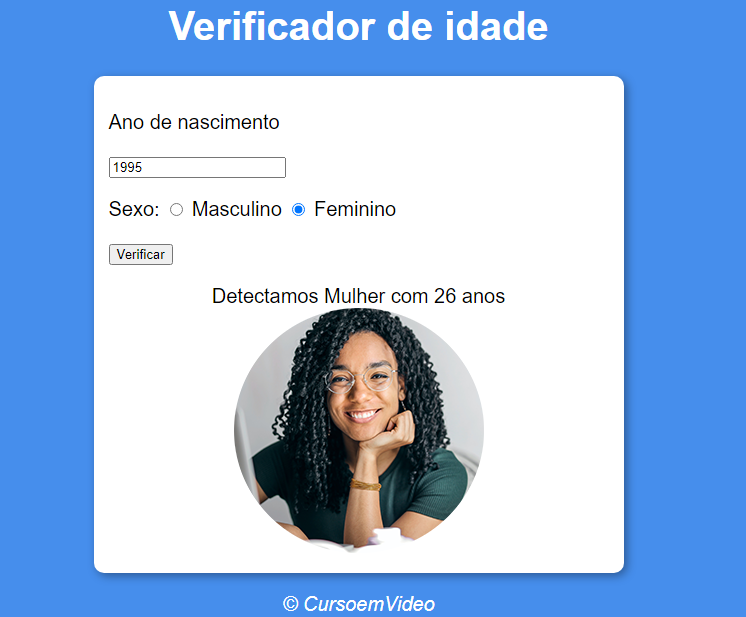 Verificador de idade
Ano de nascimento
1995
Sexo: Masculino Feminino
Verificar
Detectamos Mulher com 26 anos
© CursoemVideo